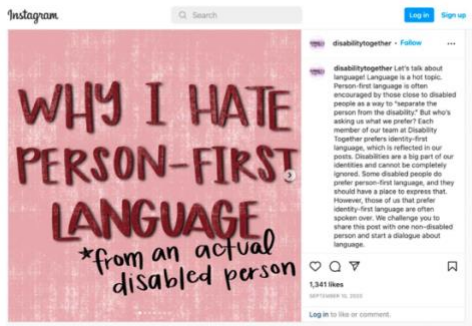 Instagram
Search
Log in
Sign up
WHY I HATE
PERSON-FIRST
LANGUAGE
*from an actual
disabled person
disabilitytogether • Follow
disabilitytogether Let's talk about
language! Language is a hot topic.
Person-first language is often
encouraged by those close to disabled
people as a way to "separate the
person from the disability." But who's
asking us what we prefer? Each
member of our team at Disability
Together prefers identity-first
language, which is reflected in our
posts. Disabilities are a big part of our
identities and cannot be completely
ignored. Some disabled people do
prefer person-first language, and they
should have a place to express that.
However, those of us that prefer
identity-first language are often
spoken over. We challenge you to
share this post with one non-disabled
person and start a dialogue about
language.
1,341 likes
SEPTEMBER 10, 2020
Log in to like or comment.